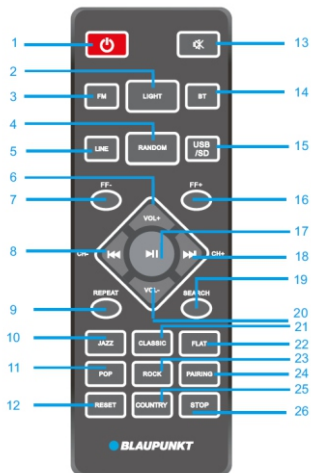 1
13
2
3
FM
LIGHT
BT
14
4
5
LINE
RANDOM
USB
/SD
15
6
7
FF-
FF+
16
VOL+
17
8
CH-
CH+
18
VOL-
19
9
REPEAT
SEARCH
20
21
10
JAZZ
CLASSIC
FLAT
22
23
11
POP
ROCK
PAIRING
24
25
12
RESET
COUNTRY
STOP
26
BLAUPUNKT